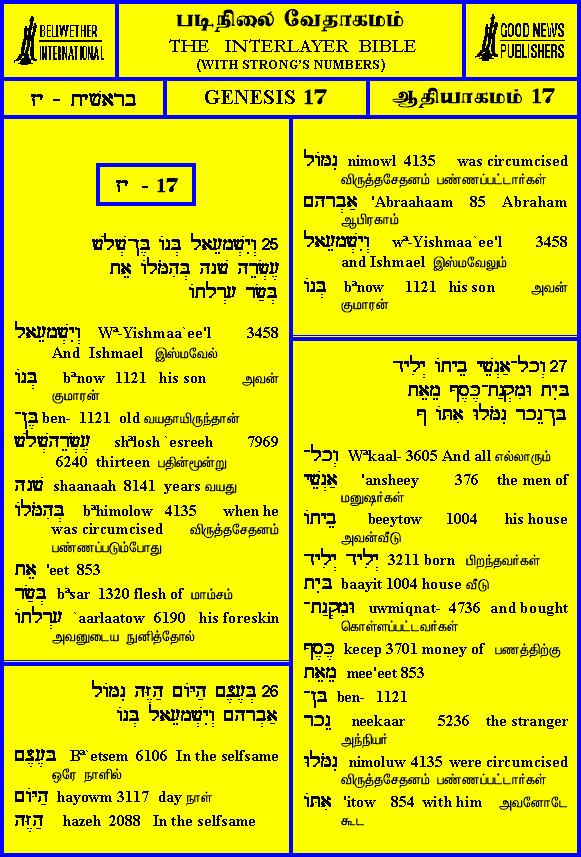 BELLWETHER
INTERNATIONAL
படிநிலை வேதாகமம்
THE INTERLAYER BIBLE
(WITH STRONG'S NUMBERS)
GOOD NEWS
PUBLISHERS
בראשית - יז
GENESIS 17
ஆதியாகமம் 17
יז - 17
25 וְיִשְׁמָעֵאל בְּנוֹ בֶּן־שְׁלֹשׁ
עֶשְׂרֵה שָׁנָה בְּהִמֹּלוֹ אֵת
בְּשַׂר עָרְלָתוֹ
וְיִשְׁמָעֵאל Wª-Yishmaa`ee'l 3458
And Ishmael இஸ்மவேல்
בְּנוֹ bªnow 1121 his son அவன்
குமாரன்
בֶּן־ ben- 1121 old வயதாயிருந்தான்
עֶשְׂרֵהשְׁלֹשׁ shªlosh `esreeh 7969
6240 thirteen பதின்மூன்று
שָׁנָה shaanaah 8141 years வயது
בְּהִמֹּלוֹ bªhimolow 4135 when he
was circumcised விருத்தசேதனம்
பண்ணப்படும்போது
אֵת 'eet 853
בְּשַׂר bªsar 1320 flesh of மாம்சம்
עָרְלָתוֹ `aarlaatow 6190 his foreskin
அவனுடைய நுனித்தோல்
26 בְּעֶצֶם הַיּוֹם הַזֶּה נִמּוֹל
אַבְרָהָם וְיִשְׁמָעֵאל בְּנוֹ
בְּעֶצֶם Bª`etsem 6106 In the selfsame
ஒரே நாளில்
הַיּוֹם hayowm 3117 day நாள்
הַזֶּה hazeh 2088 In the selfsame
נִמּוֹל nimowl 4135 was circumcised
விருத்தசேதனம் பண்ணப்பட்டார்கள்
אַבְרָהָם 'Abraahaam 85 Abraham
ஆபிரகாம்
וְיִשְׁמָעֵאל wª-Yishmaa`ee'l 3458
and Ishmael இஸ்மவேலும்
בְּנוֹ bªnow 1121 his son அவன்
குமாரன்
27 וְכָל־אַנְשֵׁי בֵיתוֹ יְלִיד
בָּיִת וּמִקְנַת־כֶּסֶף מֵאֵת
בֶּן־נֵכָר נִמֹּלוּ אִתּוֹ ף
וְכָל־ Wªkaal- 3605 And all எல்லாரும்
אַנְשֵׁי 'ansheey 376 the men of
மனுஷர்கள்
בֵיתוֹ beeytow 1004 his house
அவன்வீடு
יְלִיד יְלִיד 3211 born பிறந்தவர்கள்
בָּיִת baayit 1004 house வீடு
וּמִקְנַת־ uwmiqnat- 4736 and bought
கொள்ளப்பட்டவர்கள்
כֶּסֶף kecep 3701 money of பணத்திற்கு
מֵאֵת mee'eet 853
בֶּן־ ben- 1121
נֵכָר neekaar 5236 the stranger
அந்நியர்
נִמֹּלוּ nimoluw 4135 were circumcised
விருத்தசேதனம் பண்ணப்பட்டார்கள்
אִתּוֹ 'itow 854 with him அவனோடே
கூட